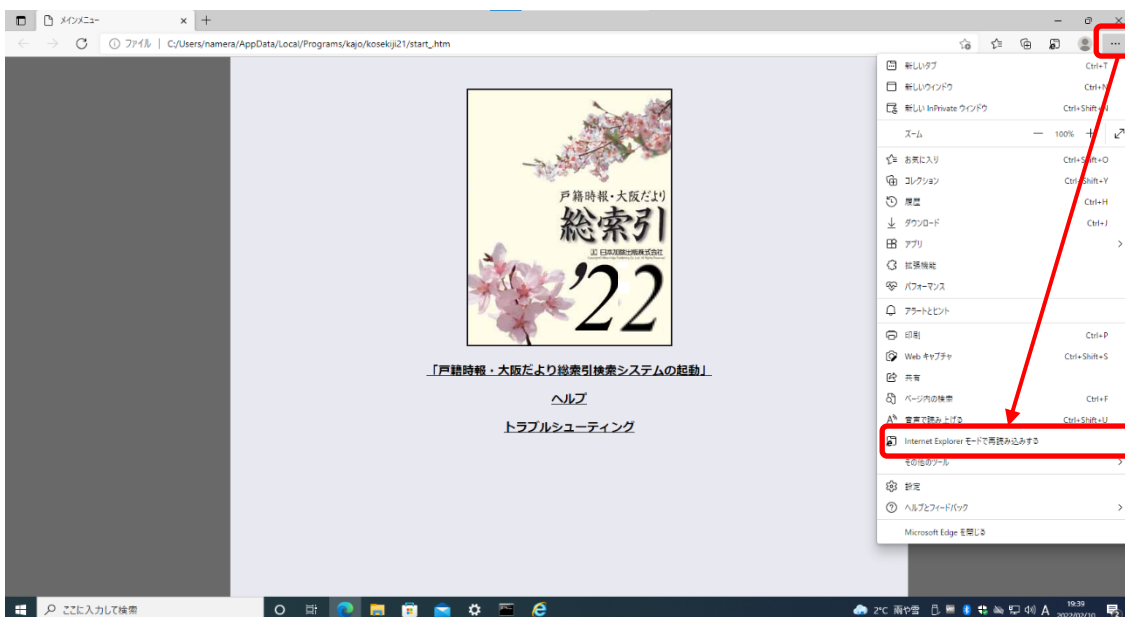 メインメニュー
ファイル | C:/Users/namera/AppData/Local/Programs/kajo/kosekiji21/start_.htm
戸籍時報・大阪だより
総索引
日本加除出版株式会社
'22
「戸籍時報・大阪だより総索引検索システムの起動」
ヘルプ
トラブルシューティング
新しいタブ Ctrl+T
新しいウィンドウ Ctrl+N
新しい InPrivate ウィンドウ Ctrl+Shift+N
ズーム 100%
お気に入り Ctrl+Shift+O
コレクション Ctrl+Shift+Y
履歴 Ctrl+H
ダウンロード Ctrl+J
アプリ
拡張機能
パフォーマンス
アラートとヒント
印刷 Ctrl+P
Web キャプチャ Ctrl+Shift+S
共有
ページ内の検索 Ctrl+F
音声で読み上げる Ctrl+Shift+U
Internet Explorer モードで再読み込みする
その他のツール
設定
ヘルプとフィードバック
Microsoft Edge を閉じる
ここに入力して検索
2°C 雨や雪
A
19:39
2022/02/10